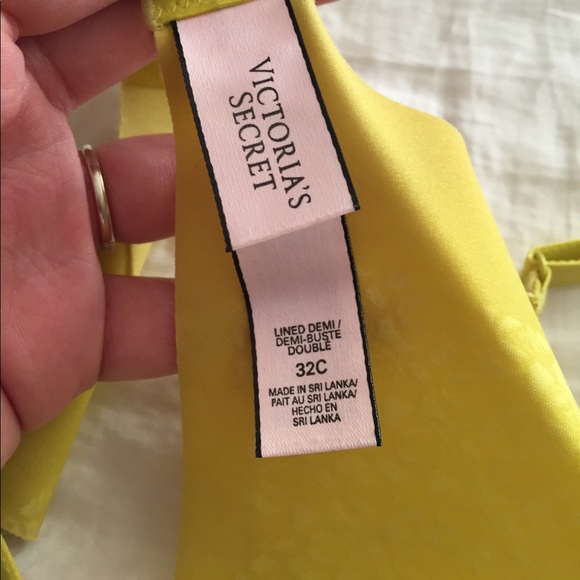 VICTORIA'S
SECRET
LINED DEMI/
DEMI-BUSTE
DOUBLÉ
32C
MADE IN SRI LANKA/
FAIT AU SRI LANKA/
HECHO EN
SRI LANKA